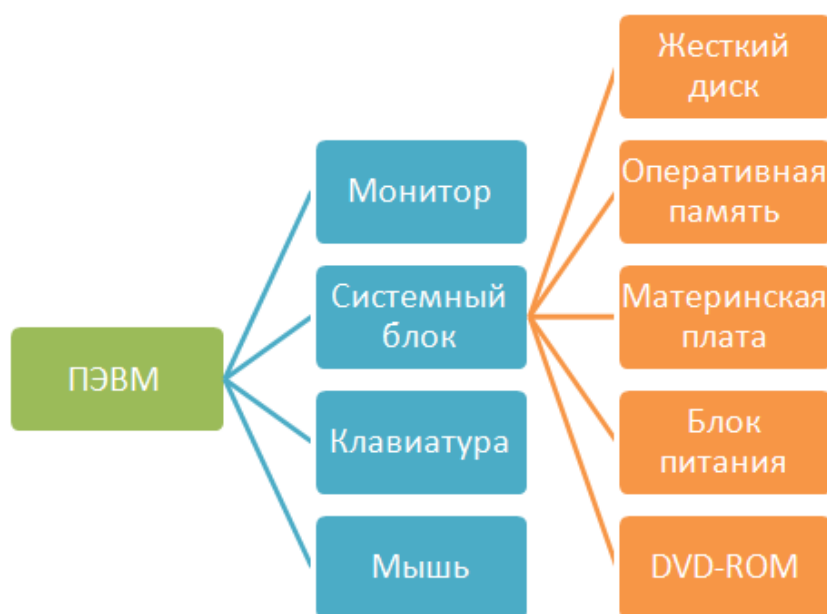 ПЭВМ
Монитор
Системный
блок
Клавиатура
Мышь
Жесткий
диск
Оперативная
память
Материнская
плата
Блок
питания
DVD-ROM